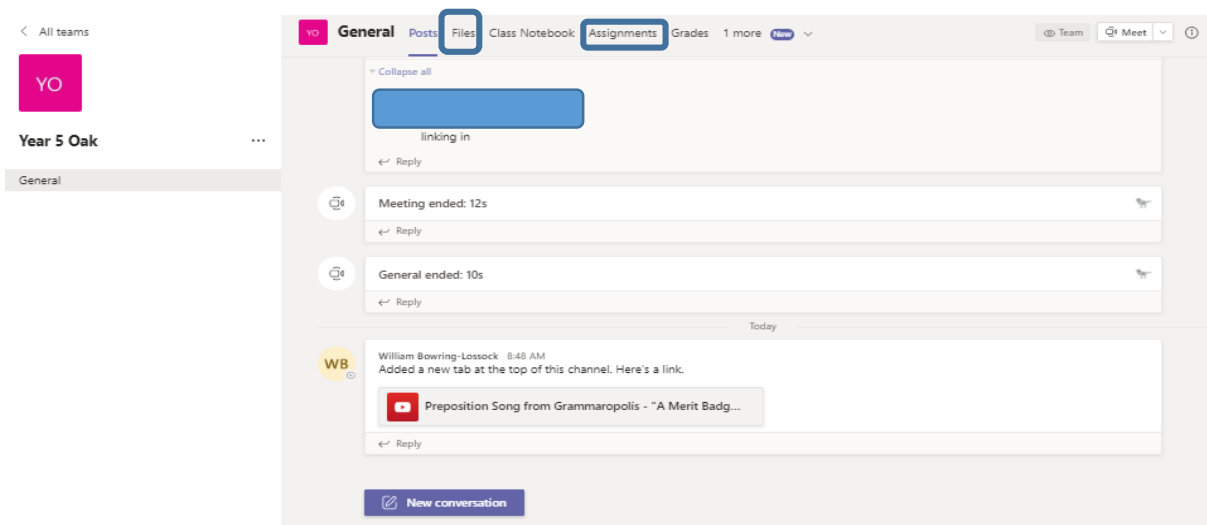 All teams
YO
Year 5 Oak
General
YO General Posts Files Class Notebook Assignments Grades 1 more New
Team
Meet
Collapse all
linking in
Reply
Meeting ended: 12s
Reply
General ended: 10s
Reply
Today
WB
William Bowring-Lossock 8:48 AM
Added a new tab at the top of this channel. Here's a link.
Preposition Song from Grammaropolis - "A Merit Badg...
Reply
New conversation